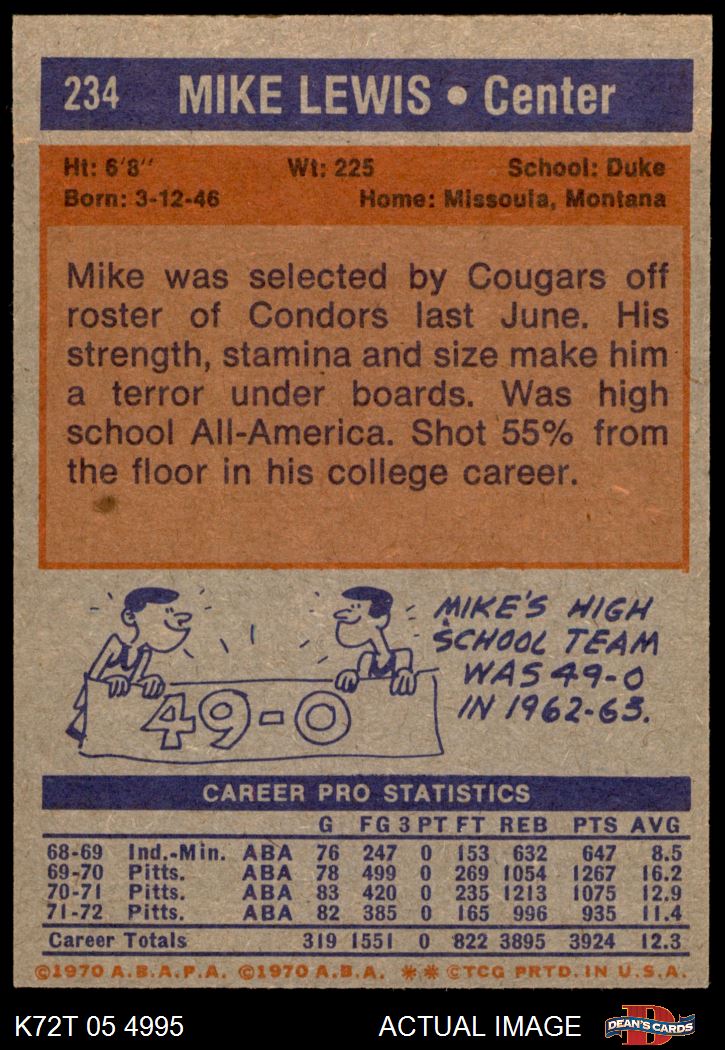 234 MIKE LEWIS • Center
Ht: 6'8" Wt: 225 School: Duke
Born: 3-12-46 Home: Missoula, Montana
Mike was selected by Cougars off
roster of Condors last June. His
strength, stamina and size make him
a terror under boards. Was high
school All-America. Shot 55% from
the floor in his college career.
49-0
MIKE'S HIGH
SCHOOL TEAM
WAS 49-0
IN 1962-63.
CAREER PRO STATISTICS
G FG 3 PT FT REB PTS AVG
68-69 Ind.-Min. ABA 76 247 0 153 632 647 8.5
69-70 Pitts. ABA 78 499 0 269 1054 1267 16.2
70-71 Pitts. ABA 83 420 0 235 1213 1075 12.9
71-72 Pitts. ABA 82 385 0 165 996 935 11.4
Career Totals 319 1551 0 822 3895 3924 12.3
©1970 A.B.A.P.A. ©1970 A.B.A. ** ©TCG PRTD. IN U.S.A.
K72T 05 4995 ACTUAL IMAGE D DEAN'S CARDS